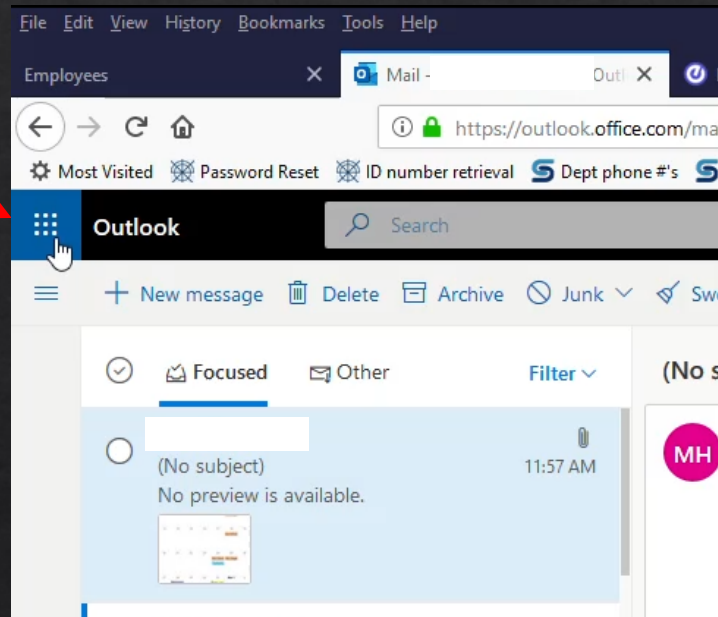 File Edit View History Bookmarks Tools Help
Employees Mail - Outl
https://outlook.office.com/ma
Most Visited Password Reset ID number retrieval Dept phone #'s
Outlook Search
New message Delete Archive Junk Swe
Focused Other Filter (No s
(No subject) 11:57 AM MH
No preview is available.